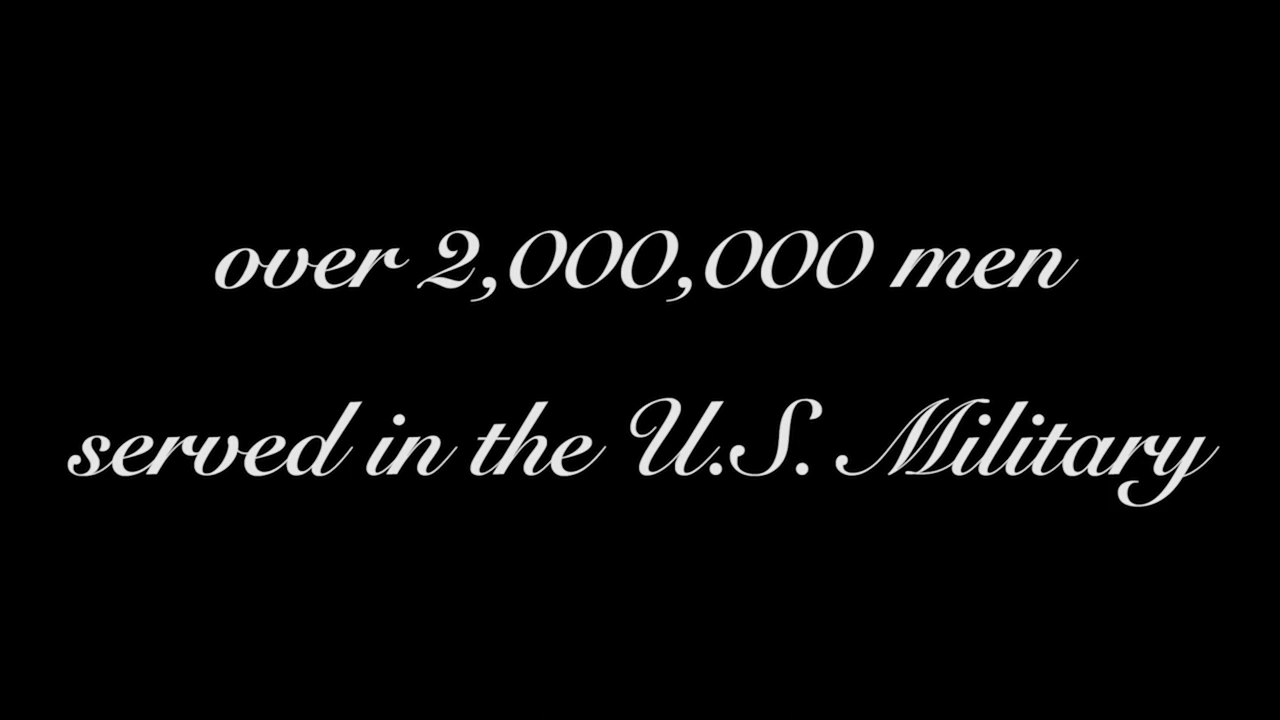 over 2,000,000 men
served in the U.S. Military